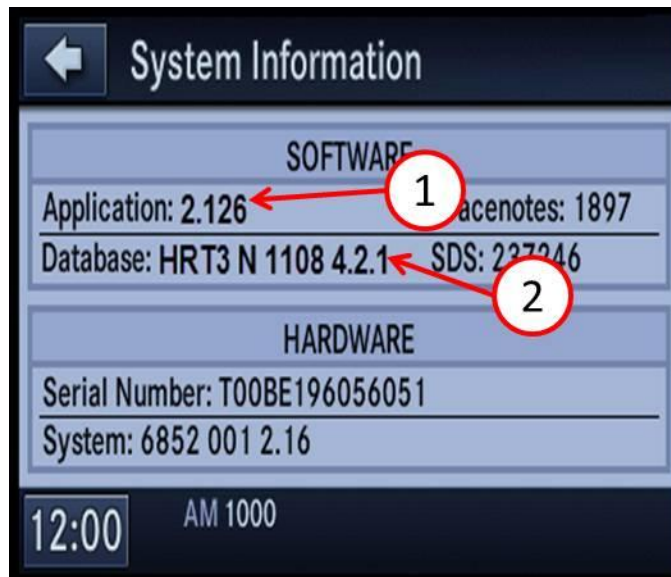 System Information
SOFTWARE
Application: 2.126 1 acenotes: 1897
Database: HRT3 N 1108 4.2.1 SDS: 237246
2
HARDWARE
Serial Number: T00BE196056051
System: 6852 001 2.16
12:00 AM 1000